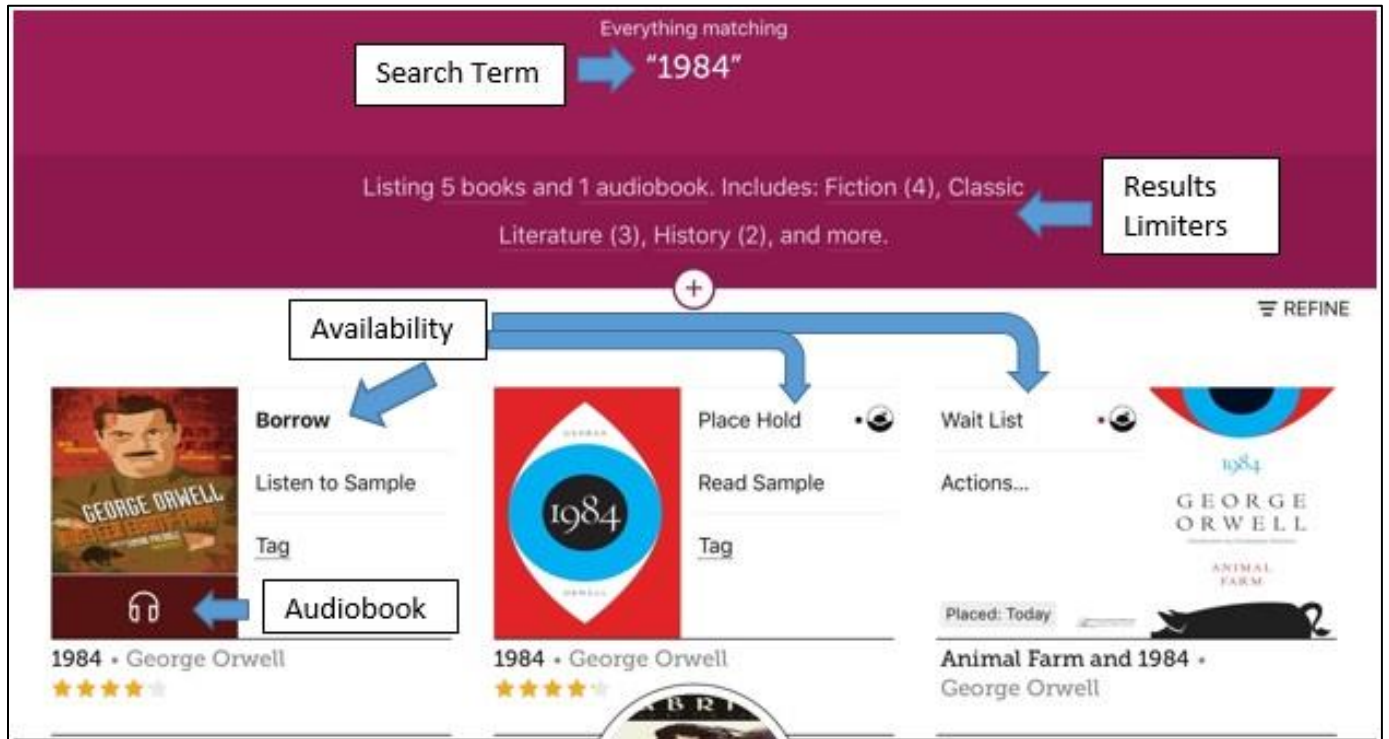 Everything matching
Search Term
“1984”
Listing 5 books and 1 audiobook. Includes: Fiction (4), Classic
Literature (3), History (2), and more.
Results
Limiters
+
REFINE
Availability
Borrow
Listen to Sample
Tag
GEORGE ORWELL
Audiobook
1984 • George Orwell
Place Hold
Read Sample
Tag
GEORGE
1984
ORWELL
1984 • George Orwell
Wait List
Actions...
Placed: Today
1984
GEORGE
ORWELL
ANIMAL
FARM
Animal Farm and 1984 •
George Orwell